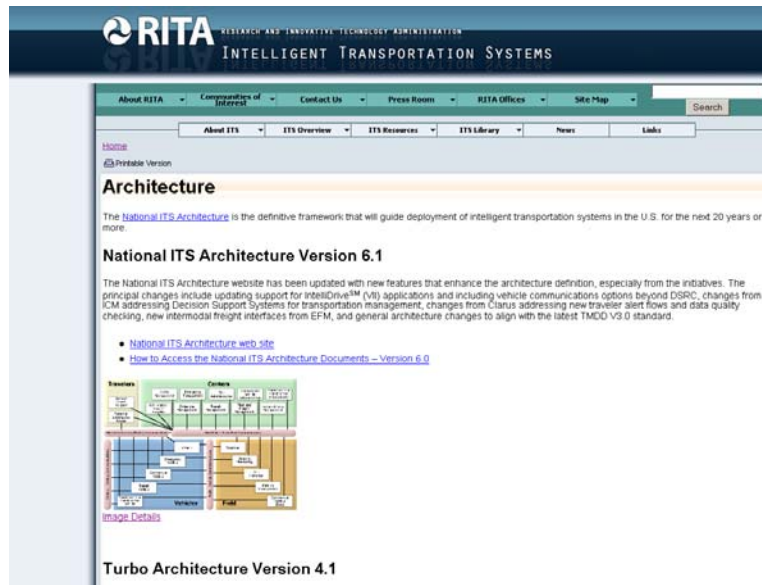 RITA RESEARCH AND INNOVATIVE TECHNOLOGY ADMINISTRATION
INTELLIGENT TRANSPORTATION SYSTEMS
About RITA Communities of Interest Contact Us Press Room RITA Offices Site Map
Search
About ITS ITS Overview ITS Resources ITS Library News Links
Home
Printable Version
Architecture
The National ITS Architecture is the definitive framework that will guide deployment of intelligent transportation systems in the U.S. for the next 20 years or
more.
National ITS Architecture Version 6.1
The National ITS Architecture website has been updated with new features that enhance the architecture definition, especially from the initiatives. The
principal changes include updating support for IntelliDriveSM (VII) applications and including vehicle communications options beyond DSRC, changes from
ICM addressing Decision Support Systems for transportation management, changes from Clarus addressing new traveler alert flows and data quality
checking, new intermodal freight interfaces from EFM, and general architecture changes to align with the latest TMDD V3.0 standard.
National ITS Architecture web site
How to Access the National ITS Architecture Documents – Version 6.0
Travelers Centers
Vehicles Field
Image Details
Turbo Architecture Version 4.1